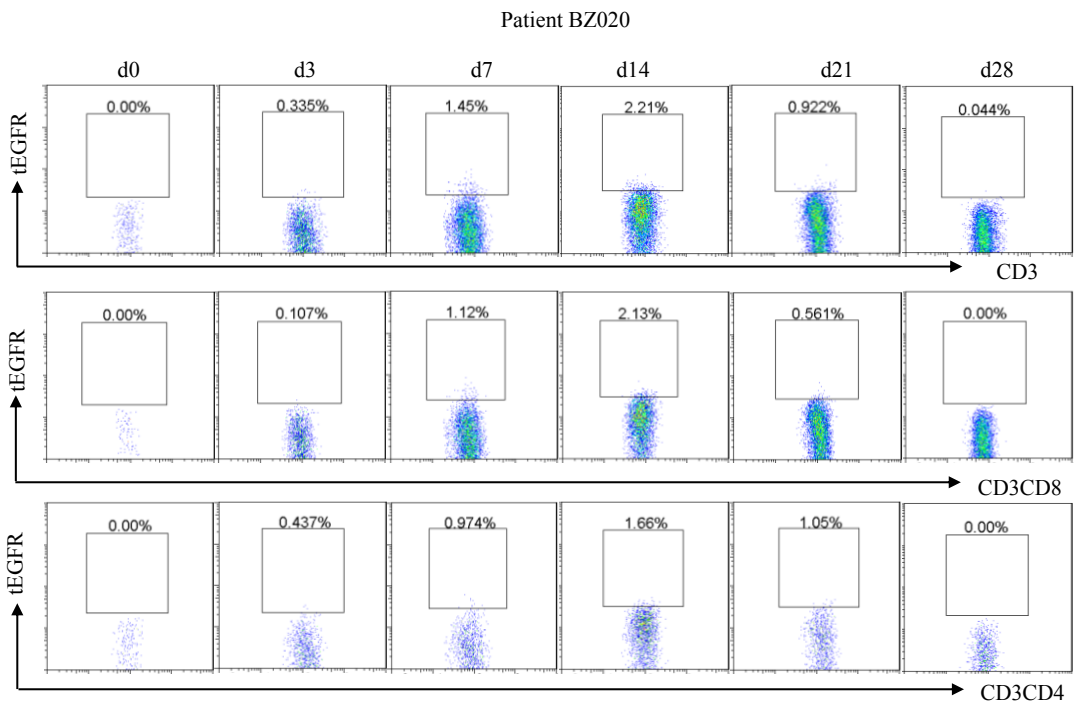 Patient BZ020
d0 d3 d7 d14 d21 d28
0.00% 0.335% 1.45% 2.21% 0.922% 0.044%
tEGFR
CD3
0.00% 0.107% 1.12% 2.13% 0.561% 0.00%
tEGFR
CD3CD8
0.00% 0.437% 0.974% 1.66% 1.05% 0.00%
tEGFR
CD3CD4